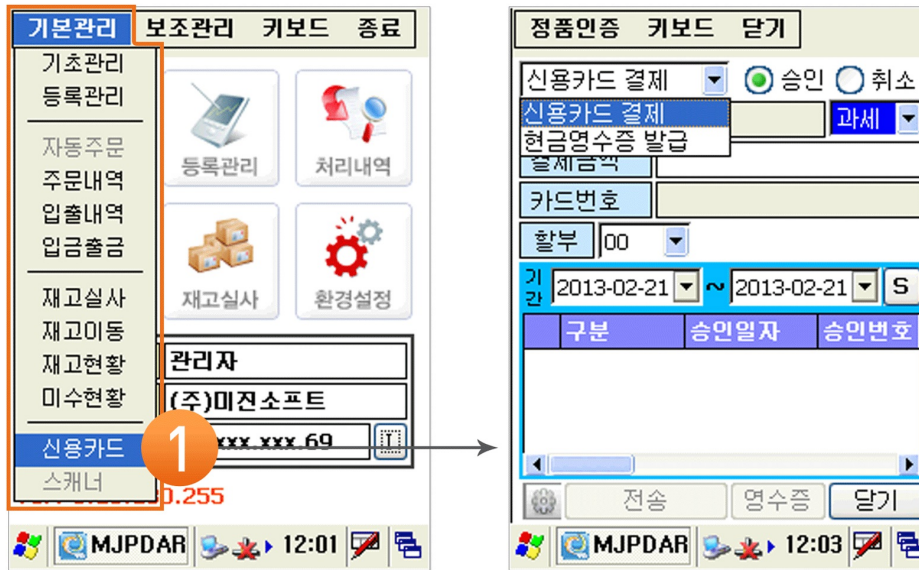 기본관리 보조관리 키보드 종료
기초관리
등록관리
자동주문
주문내역
입출내역
입금출금
재고실사
재고이동
재고현황
미수현황
신용카드
스캐너
등록관리 처리내역
재고실사 환경설정
관리자
(주)미진소프트
xxx.xxx.69
.255
1
MJPDAR 12:01
정품인증 키보드 닫기
신용카드 결제 승인 취소
신용카드 결제 과세
현금영수증 발급
결제금액
카드번호
할부 00
기간 2013-02-21 ~ 2013-02-21 S
구분 승인일자 승인번호
전송 영수증 닫기
MJPDAR 12:03